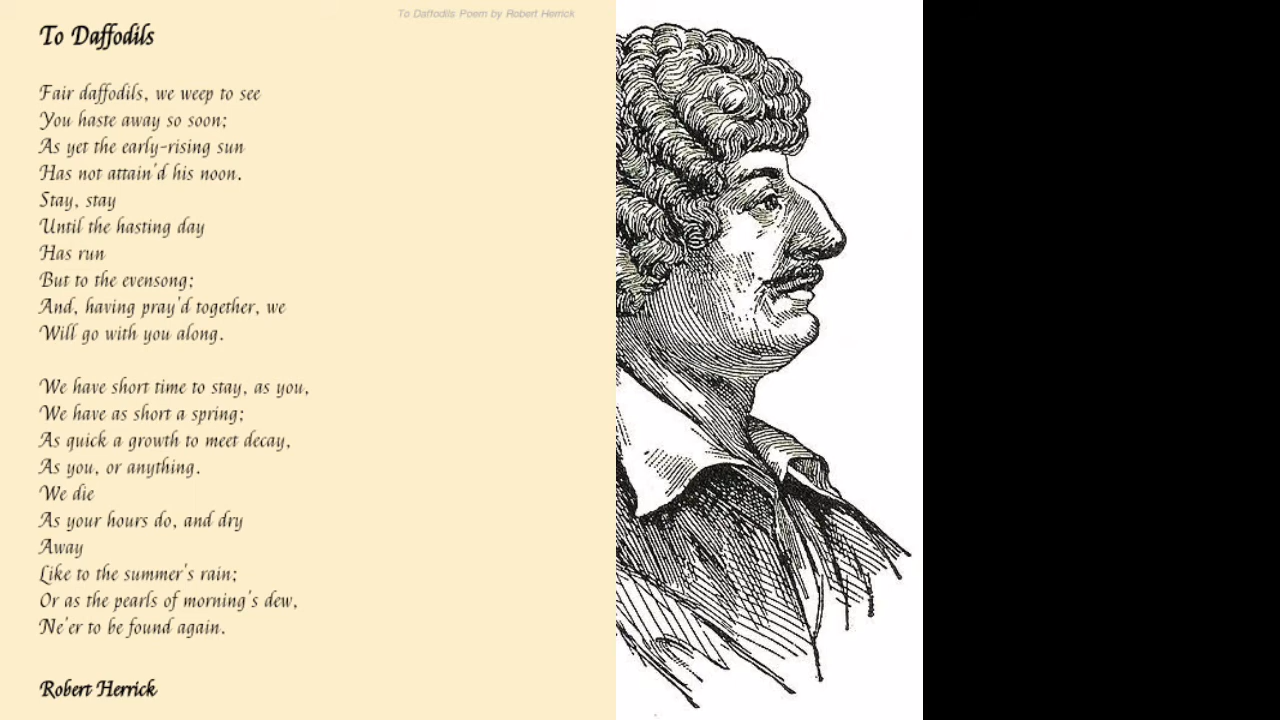 To Daffodils Poem by Robert Herrick
To Daffodils
Fair daffodils, we weep to see
You haste away so soon;
As yet the early-rising sun
Has not attain'd his noon.
Stay, stay
Until the hasting day
Has run
But to the evensong;
And, having pray'd together, we
Will go with you along.
We have short time to stay, as you,
We have as short a spring;
As quick a growth to meet decay,
As you, or anything.
We die
As your hours do, and dry
Away
Like to the summer's rain;
Or as the pearls of morning's dew,
Ne'er to be found again.
Robert Herrick